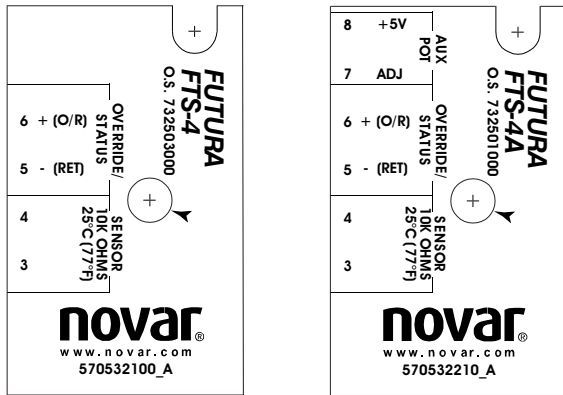 FUTURA
FTS-4
O.S. 732503000
6 + (O/R)
5 - (RET)
OVERRIDE/
STATUS
4
3
SENSOR
10K OHMS
25°C (77°F)
novar®
www.novar.com
570532100_A
FUTURA
FTS-4A
O.S. 732501000
8 +5V
7 ADJ
AUX
POT
6 + (O/R)
5 - (RET)
OVERRIDE/
STATUS
4
3
SENSOR
10K OHMS
25°C (77°F)
novar®
www.novar.com
570532210_A